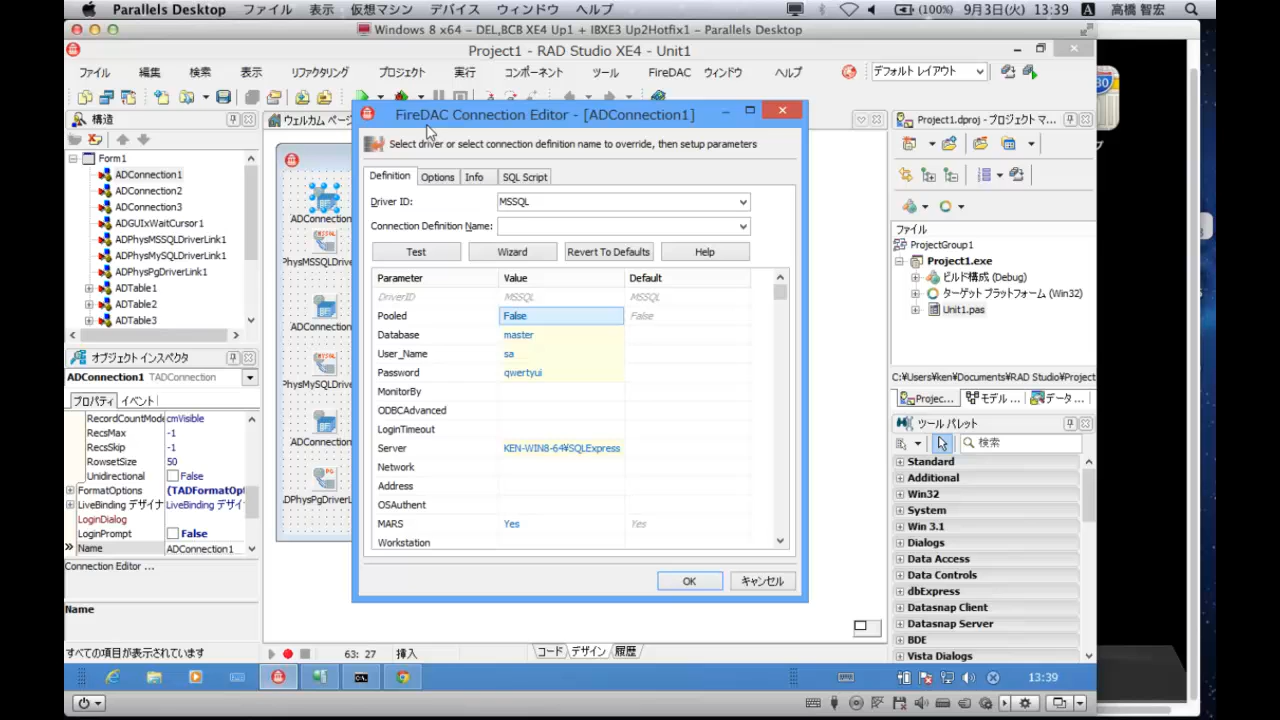 Parallels Desktop ファイル 表示 仮想マシン デバイス ウィンドウ ヘルプ (100%) 9月3日(火) 13:39 A 高橋 智宏
Windows 8 x64 – DEL,BCB XE4 Up1 + IBXE3 Up2Hotfix1 – Parallels Desktop
Project1 - RAD Studio XE4 - Unit1
ファイル 編集 検索 表示 リファクタリング プロジェクト 実行 コンポーネント ツール FireDAC ウィンドウ ヘルプ デフォルト レイアウト
構造
Form1
ADConnection1
ADConnection2
ADConnection3
ADGUIxWaitCursor1
ADPhysMSSQLDriverLink1
ADPhysMySQLDriverLink1
ADPhysPgDriverLink1
ADTable1
ADTable2
ADTable3
オブジェクト インスペクタ
ADConnection1 TADConnection
プロパティ イベント
RecordCountMode cmVisible
RecsMax -1
RecsSkip -1
RowsetSize 50
Unidirectional False
FormatOptions (TADFormatOpt
LiveBinding デザイナ LiveBinding デザイナ
LoginDialog
LoginPrompt False
Name ADConnection1
Connection Editor ...
Name
すべての項目が表示されています
ウェルカム ページ
ADConnection
PhysMSSQLDrive
ADConnection
PhysMySQLDrive
ADConnection
DPhysPgDriverL
FireDAC Connection Editor - [ADConnection1]
Select driver or select connection definition name to override, then setup parameters
Definition Options Info SQL Script
Driver ID: MSSQL
Connection Definition Name:
Test Wizard Revert To Defaults Help
Parameter Value Default
DriverID MSSQL MSSQL
Pooled False False
Database master
User_Name sa
Password qwertyui
MonitorBy
ODBCAdvanced
LoginTimeout
Server KEN-WIN8-64¥SQLExpress
Network
Address
OSAuthent
MARS Yes Yes
Workstation
OK キャンセル
63: 27 挿入 コード デザイン 履歴
Project1.dproj - プロジェクト マ...
ファイル
ProjectGroup1
Project1.exe
ビルド構成 (Debug)
ターゲット プラットフォーム (Win32)
Unit1.pas
C:¥Users¥ken¥Documents¥RAD Studio¥Project
Projec... モデル ... データ...
ツール パレット
検索
Standard
Additional
Win32
System
Win 3.1
Dialogs
Data Access
Data Controls
dbExpress
Datasnap Client
Datasnap Server
BDE
Vista Dialogs
13:39